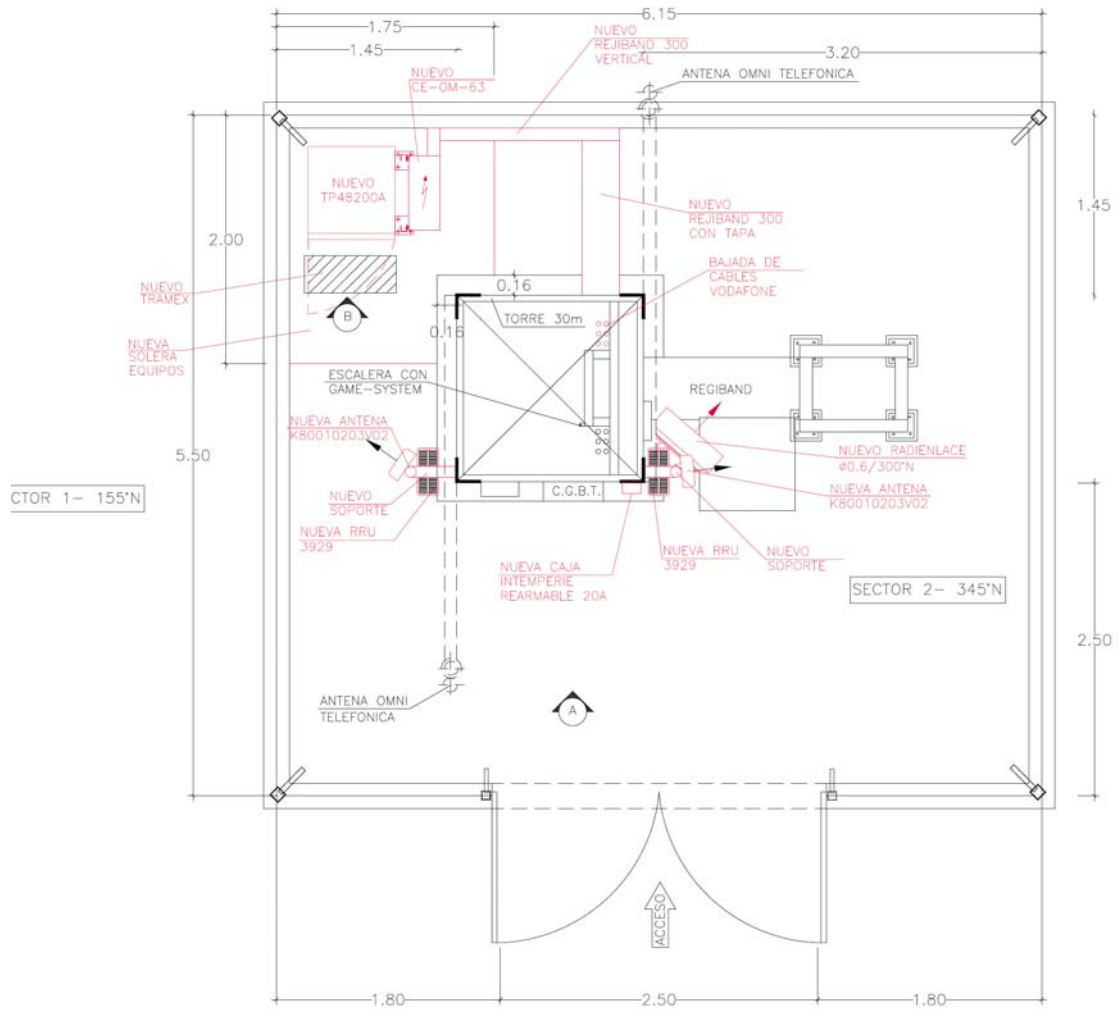 6.15
1.75
1.45
3.20
NUEVO
REJIBAND 300
VERTICAL
NUEVO
CE-OM-63
ANTENA OMNI TELEFONICA
NUEVO
TP48200A
NUEVO
REJIBAND 300
CON TAPA
1.45
2.00
BAJADA DE
CABLES
VODAFONE
0.16
NUEVO
TRAMEX
B
0.16
TORRE 30m
NUEVA
SOLERA
EQUIPOS
ESCALERA CON
GAME-SYSTEM
REGIBAND
NUEVA ANTENA
K80010203V02
5.50
NUEVO RADIENLACE
ø0.6/300°N
CTOR 1- 155°N
NUEVO
SOPORTE
C.G.B.T.
NUEVA ANTENA
K80010203V02
NUEVA RRU
3929
NUEVA CAJA
INTEMPERIE
REARMABLE 20A
NUEVA RRU
3929
NUEVO
SOPORTE
SECTOR 2- 345°N
2.50
ANTENA OMNI
TELEFONICA
A
ACCESO
1.80
2.50
1.80